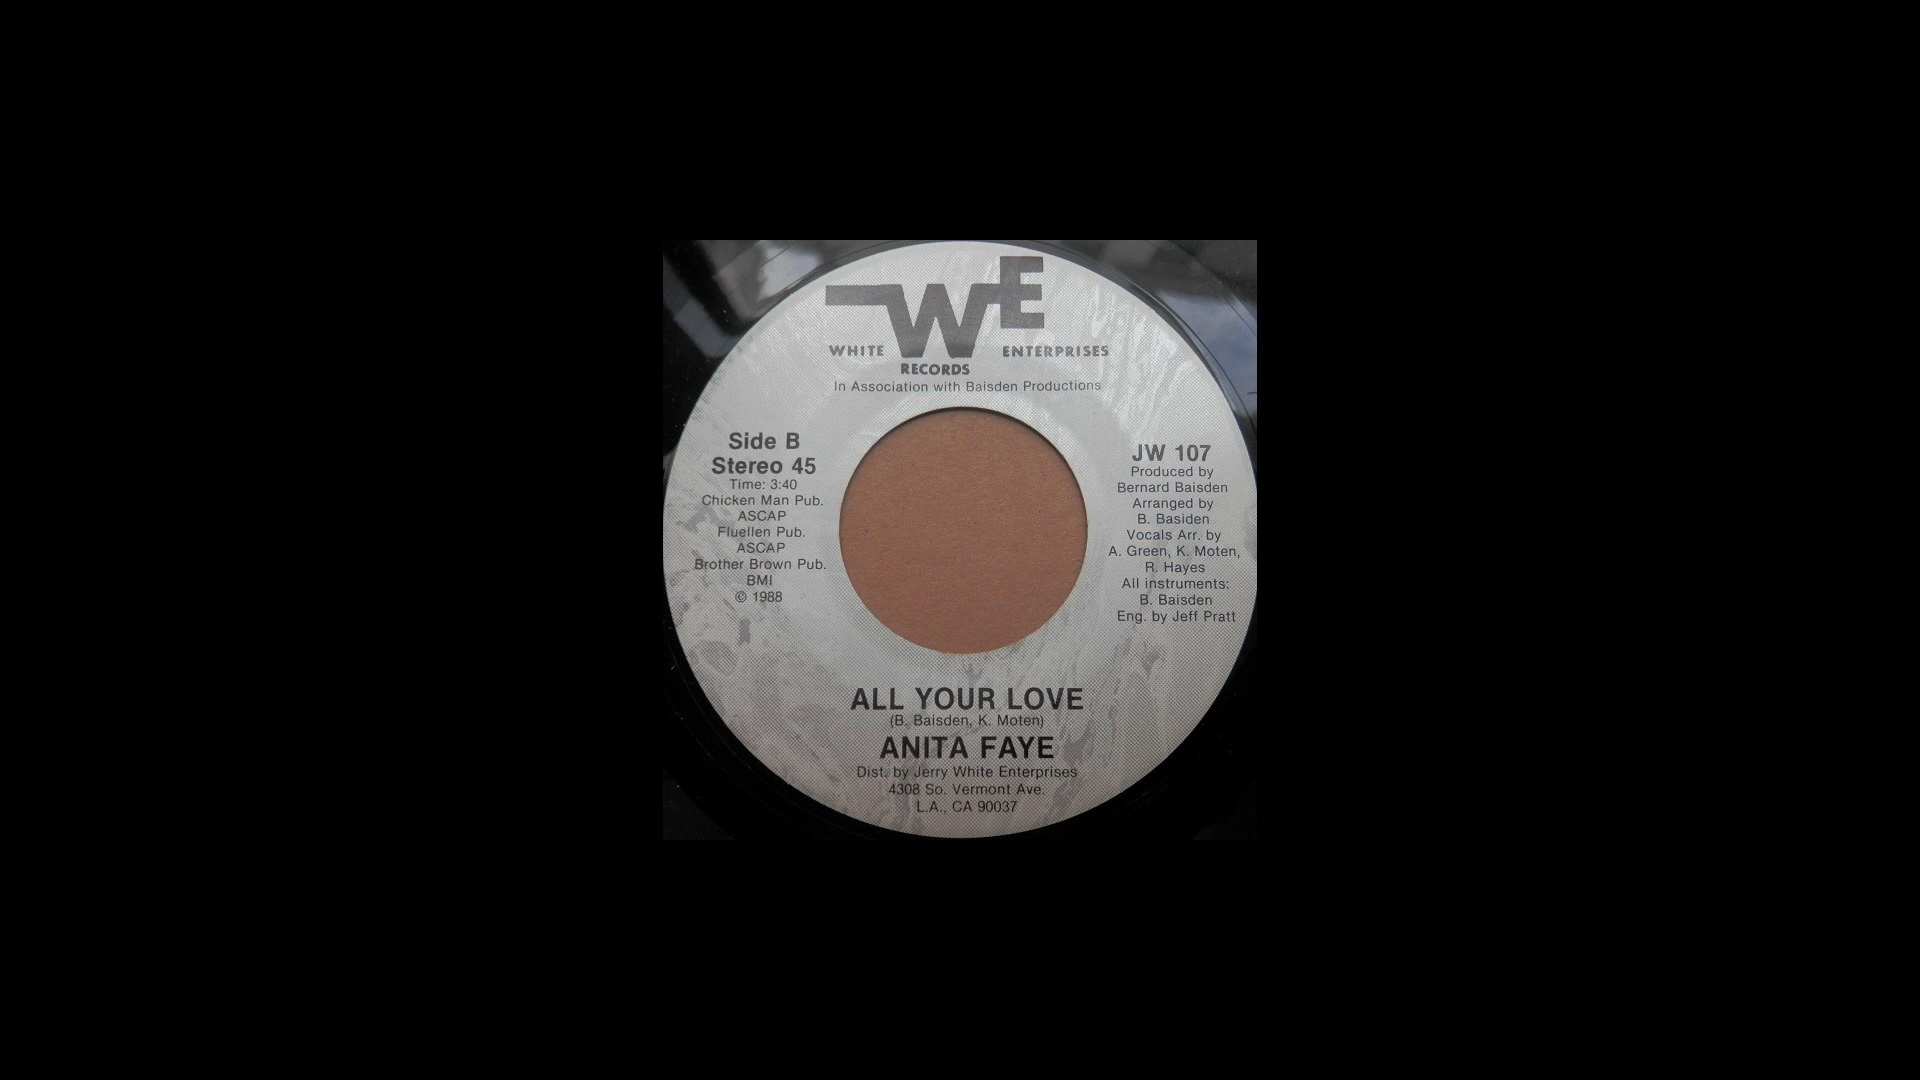 WE
WHITE ENTERPRISES
RECORDS
In Association with Baisden Productions
Side B
Stereo 45
Time: 3:40
Chicken Man Pub.
ASCAP
Fluellen Pub.
ASCAP
Brother Brown Pub.
BMI
© 1988
JW 107
Produced by
Bernard Baisden
Arranged by
B. Basiden
Vocals Arr. by
A. Green, K. Moten,
R. Hayes
All instruments:
B. Baisden
Eng. by Jeff Pratt
ALL YOUR LOVE
(B. Baisden, K. Moten)
ANITA FAYE
Dist. by Jerry White Enterprises
4308 So. Vermont Ave.
L.A., CA 90037